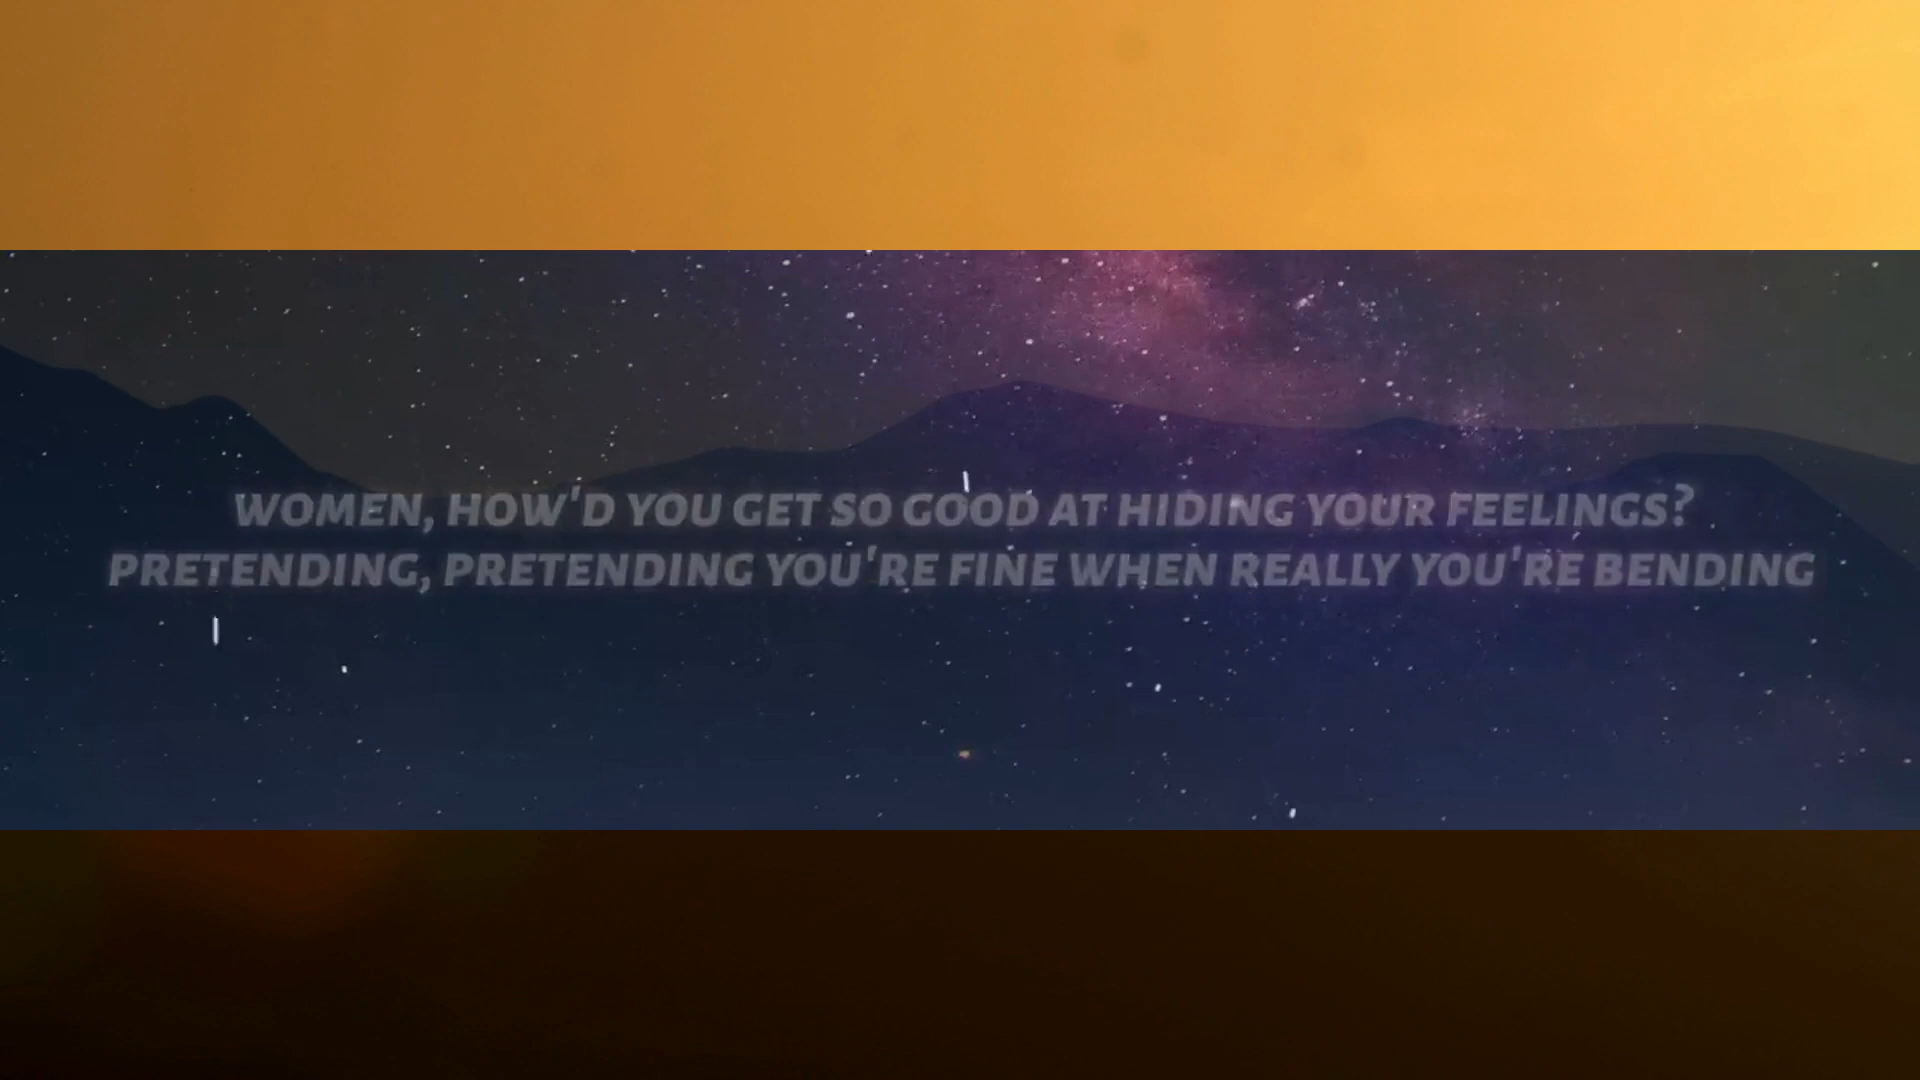 WOMEN, HOW'D YOU GET SO GOOD AT HIDING YOUR FEELINGS?
PRETENDING, PRETENDING YOU'RE FINE WHEN REALLY YOU'RE BENDING